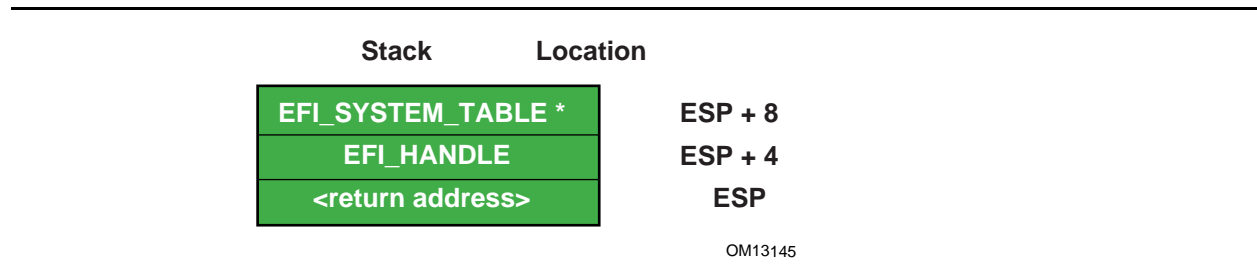 Stack Location
EFI_SYSTEM_TABLE * ESP + 8
EFI_HANDLE ESP + 4
<return address> ESP
OM13145